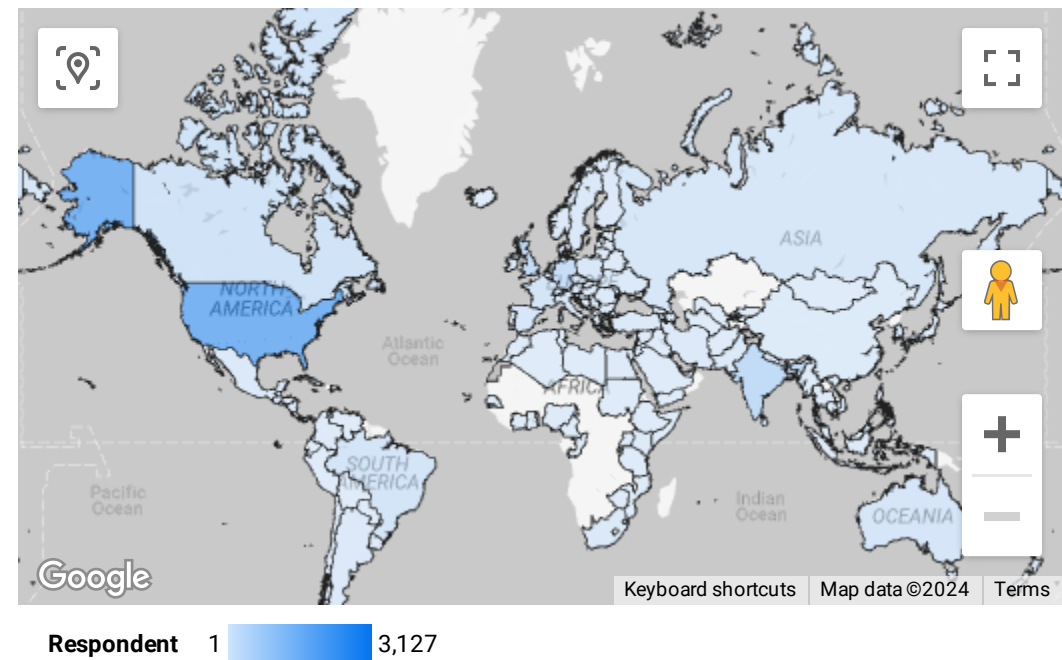 ASIA
NORTH
AMERICA
Atlantic
Ocean
AFRICA
SOUTH
AMERICA
Pacific
Ocean
Indian
Ocean
OCEANIA
Google
Keyboard shortcuts
Map data ©2024
Terms
Respondent 1 3,127